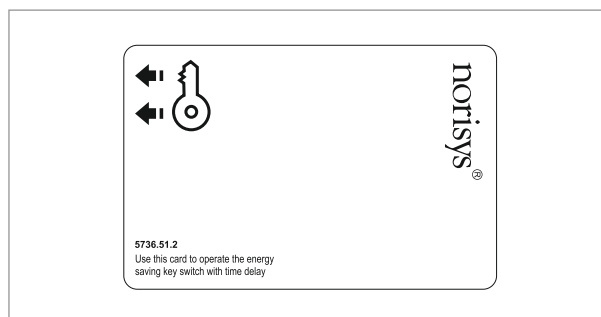 norisys®
5736.51.2
Use this card to operate the energy
saving key switch with time delay